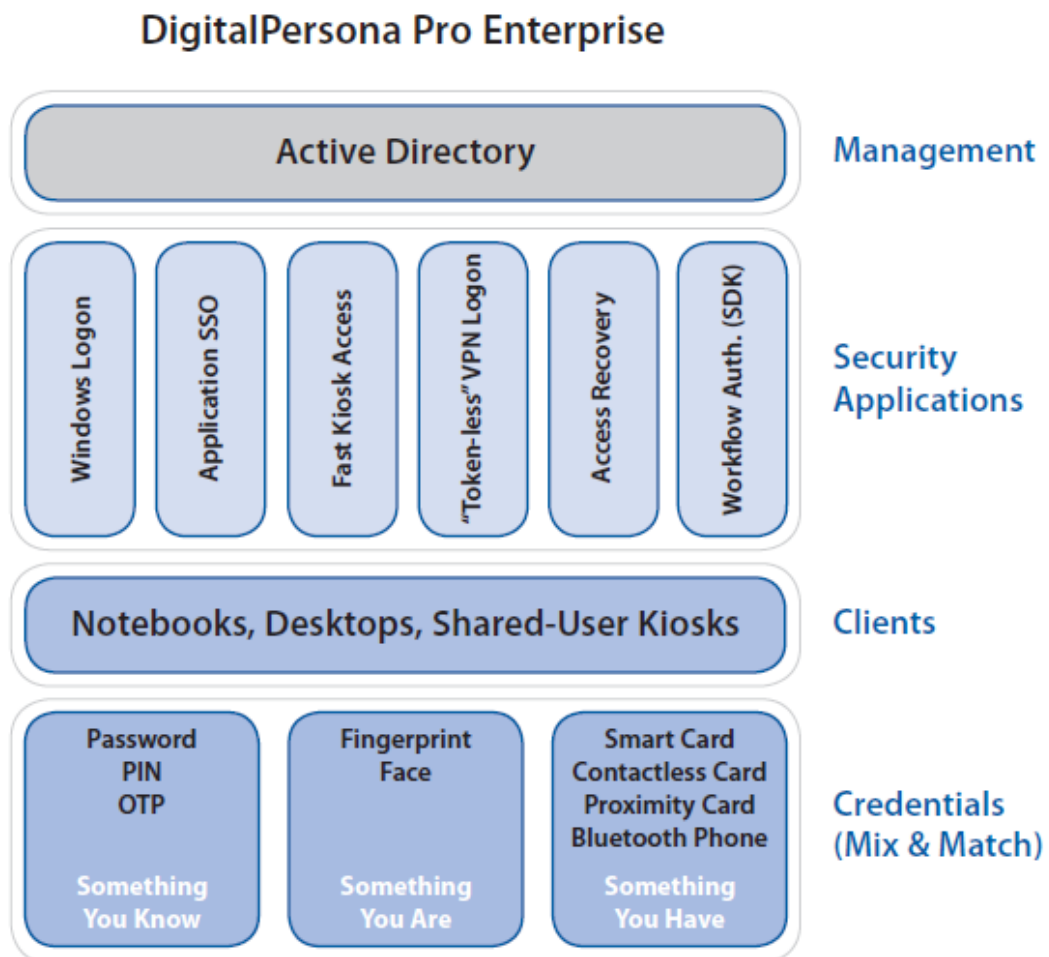 DigitalPersona Pro Enterprise
Active Directory
Management
Windows Logon
Application SSO
Fast Kiosk Access
“Token-less” VPN Logon
Access Recovery
Workflow Auth. (SDK)
Security
Applications
Notebooks, Desktops, Shared-User Kiosks
Clients
Password
PIN
OTP
Something
You Know
Fingerprint
Face
Something
You Are
Smart Card
Contactless Card
Proximity Card
Bluetooth Phone
Something
You Have
Credentials
(Mix & Match)